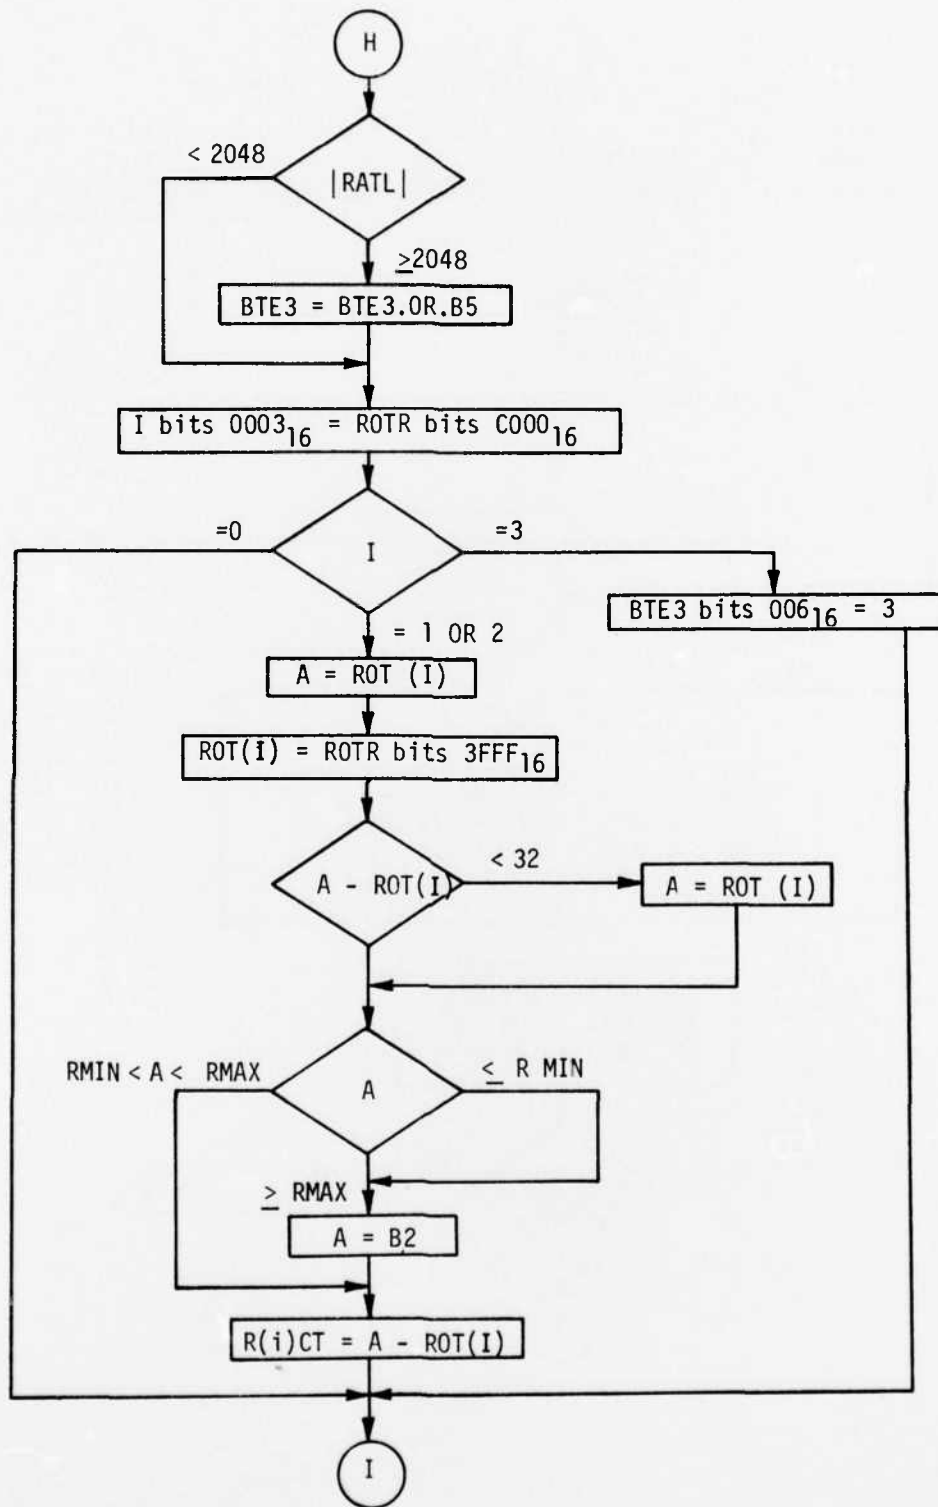 H
< 2048
|RATL|
≥2048
BTE3 = BTE3.OR.B5
I bits 0003₁₆ = ROTR bits C000₁₆
=0
I
=3
BTE3 bits 006₁₆ = 3
= 1 OR 2
A = ROT (I)
ROT(I) = ROTR bits 3FFF₁₆
A - ROT(I)
< 32
A = ROT (I)
RMIN < A < RMAX
A
≤ R MIN
≥ RMAX
A = B2
R(i)CT = A - ROT(I)
I